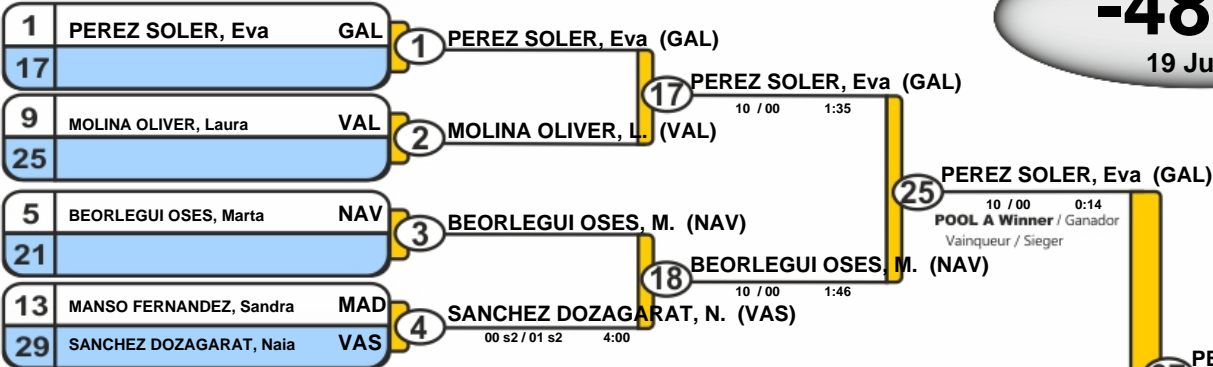 -48
19 Ju
1 PEREZ SOLER, Eva GAL
17
1 PEREZ SOLER, Eva (GAL)
17 PEREZ SOLER, Eva (GAL)
10 / 00 1:35
9 MOLINA OLIVER, Laura VAL
25
2 MOLINA OLIVER, L. (VAL)
25 PEREZ SOLER, Eva (GAL)
10 / 00 0:14
POOL A Winner / Ganador
Vainqueur / Sieger
5 BEORLEGUI OSES, Marta NAV
21
3 BEORLEGUI OSES, M. (NAV)
18 BEORLEGUI OSES, M. (NAV)
10 / 00 1:46
13 MANSO FERNANDEZ, Sandra MAD
29 SANCHEZ DOZAGARAT, Naia VAS
4 SANCHEZ DOZAGARAT, N. (VAS)
00 s2 / 01 s2 4:00
PE